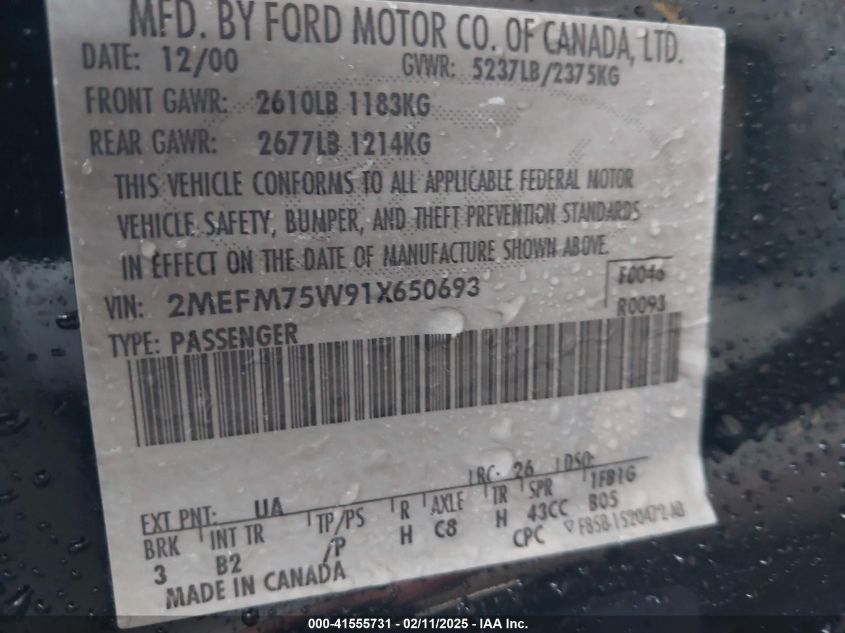 MFD. BY FORD MOTOR CO. OF CANADA, LTD.
DATE: 12/00 GVWR: 5237LB/2375KG
FRONT GAWR: 2610LB 1183KG
REAR GAWR: 2677LB 1214KG
THIS VEHICLE CONFORMS TO ALL APPLICABLE FEDERAL MOTOR
VEHICLE SAFETY, BUMPER, AND THEFT PREVENTION STANDARDS
IN EFFECT ON THE DATE OF MANUFACTURE SHOWN ABOVE.
VIN: 2MEFM75W91X650693
F0046
R0093
TYPE: PASSENGER
EXT PNT: UA RC: 26 DSO:
BRK INT TR TP/PS R AXLE TR SPR 1FB1G
3 B2 /P H C8 H 43CC B05
MADE IN CANADA CPC F85B-1520472-AB
000-41555731 - 02/11/2025 - IAA Inc.